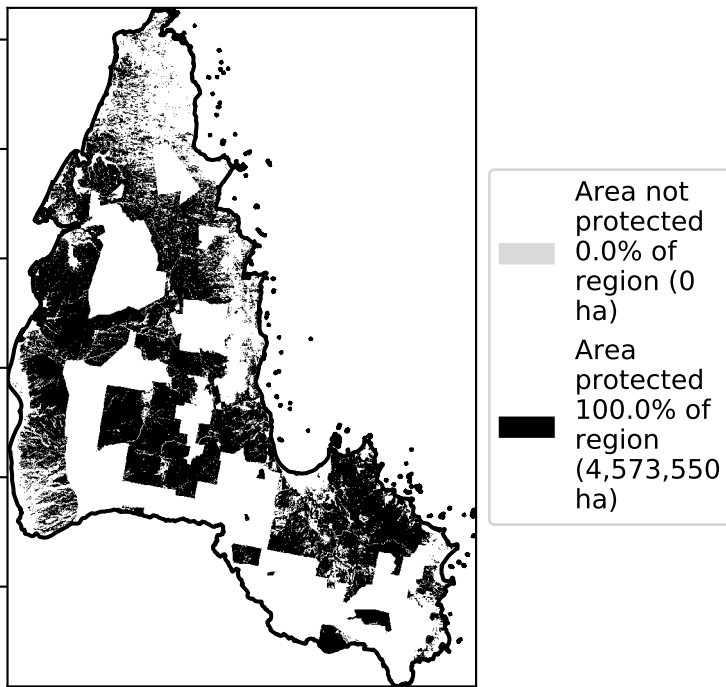 Area not
protected
0.0% of
region (0
ha)
Area
protected
100.0% of
region
(4,573,550
ha)